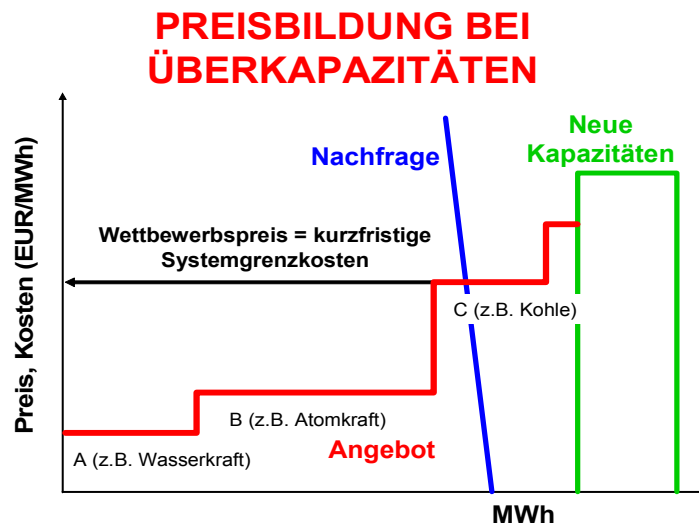 PREISBILDUNG BEI
ÜBERKAPAZITÄTEN
Preis, Kosten (EUR/MWh)
Nachfrage
Neue
Kapazitäten
Wettbewerbspreis = kurzfristige
Systemgrenzkosten
C (z.B. Kohle)
B (z.B. Atomkraft)
A (z.B. Wasserkraft)
Angebot
MWh